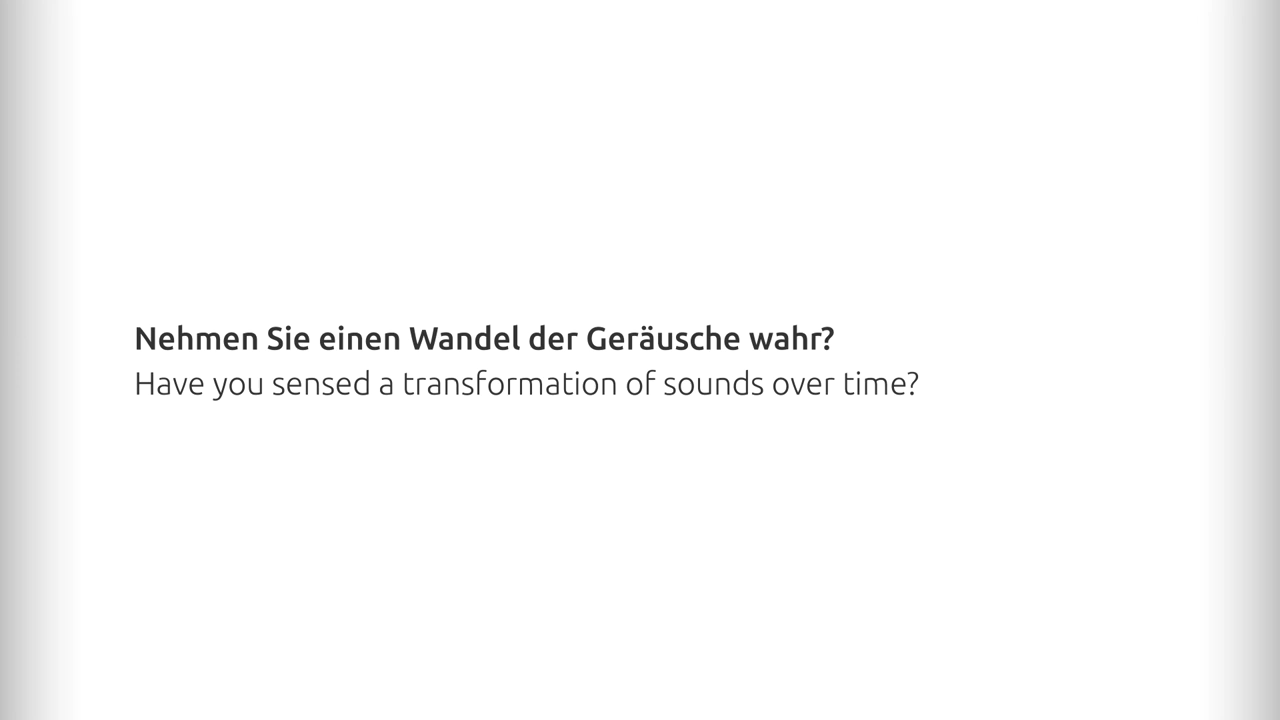 Nehmen Sie einen Wandel der Geräusche wahr?
Have you sensed a transformation of sounds over time?